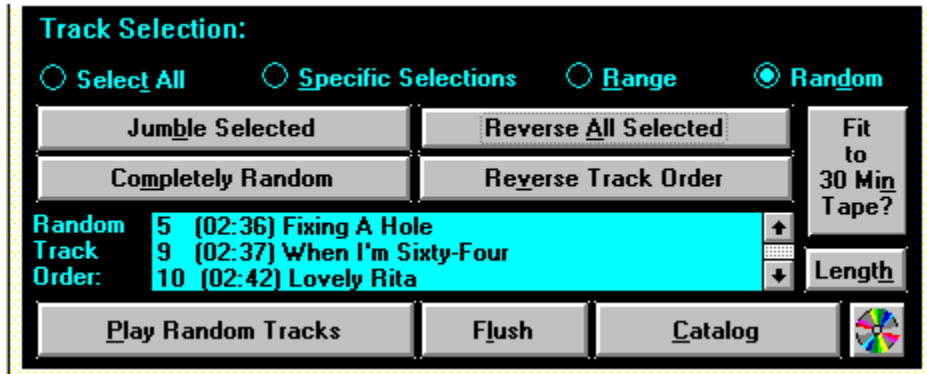 Track Selection:
Select All Specific Selections Range Random
Jumble Selected Reverse All Selected
Completely Random Reverse Track Order
Fit
to
30 Min
Tape?
Random
Track
Order:
5 (02:36) Fixing A Hole
9 (02:37) When I'm Sixty-Four
10 (02:42) Lovely Rita
Length
Play Random Tracks Flush Catalog